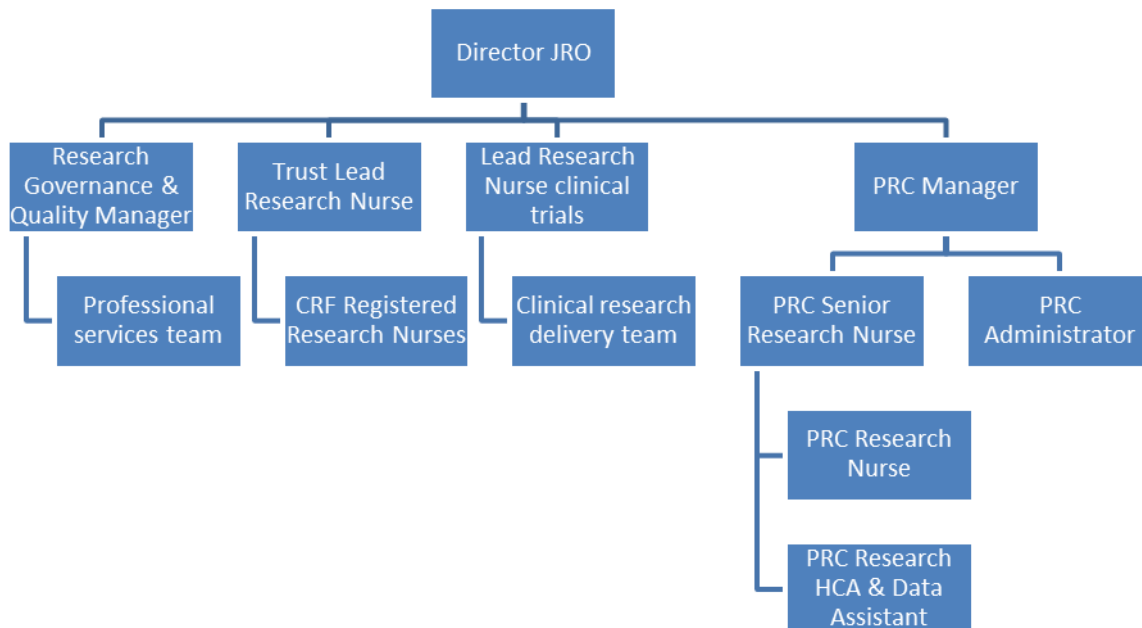 Director JRO
Research
Governance &
Quality Manager
Trust Lead
Research Nurse
Lead Research
Nurse clinical
trials
PRC Manager
Professional
services team
CRF Registered
Research Nurses
Clinical research
delivery team
PRC Senior
Research Nurse
PRC
Administrator
PRC Research
Nurse
PRC Research
HCA & Data
Assistant